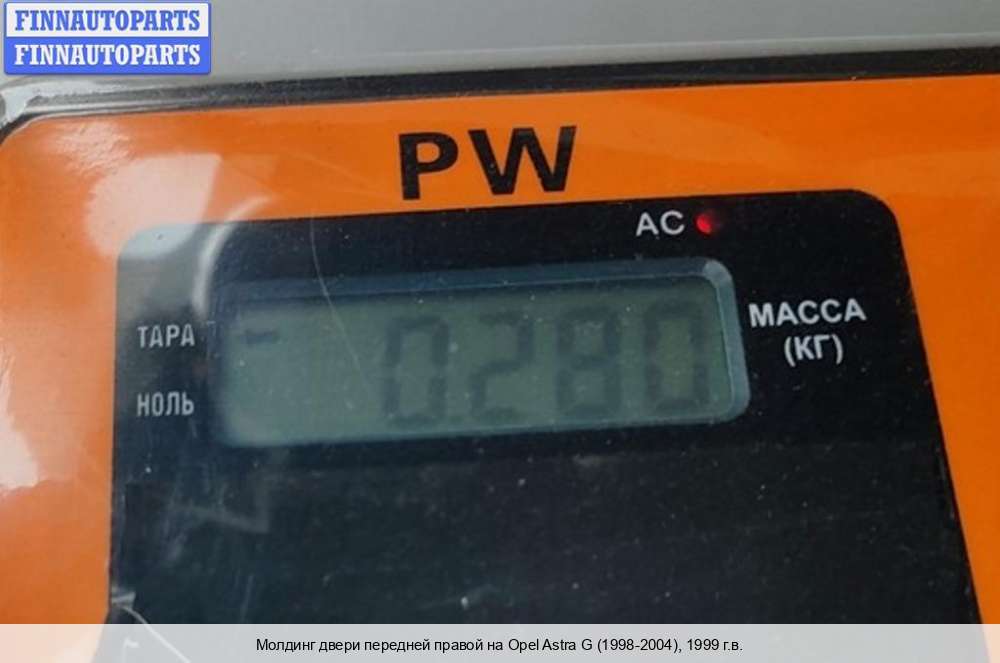 FINNAUTOPARTS
FINNAUTOPARTS
PW
AC
ТАРА
0.280
МАССА
(КГ)
НОЛЬ
Молдинг двери передней правой на Opel Astra G (1998-2004), 1999 г.в.